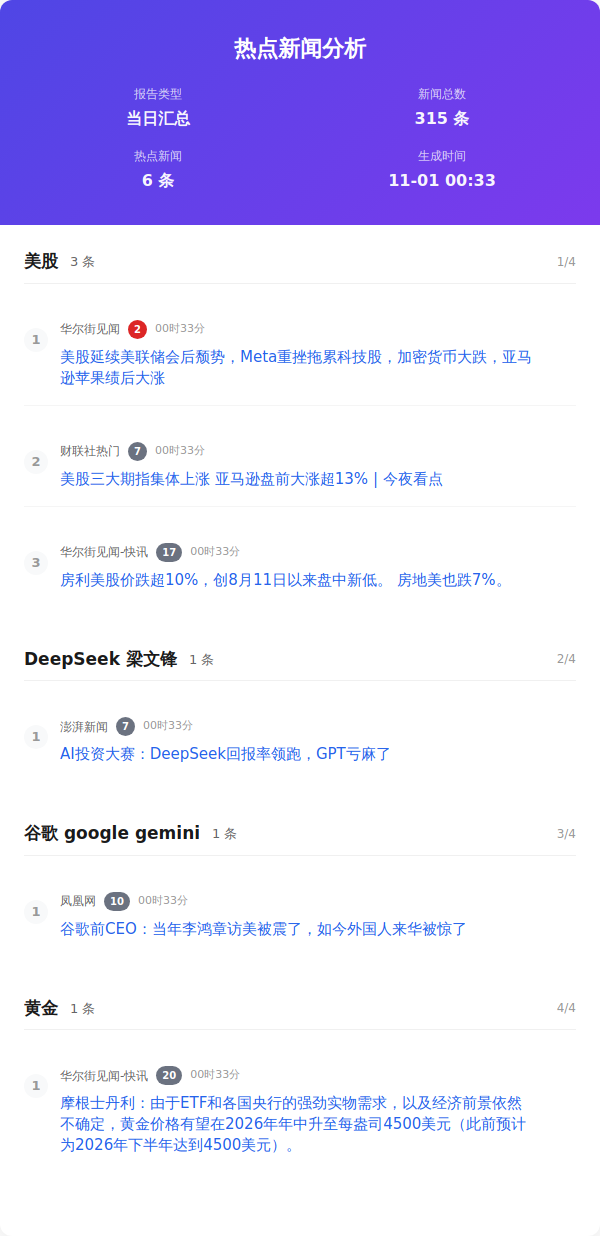 热点新闻分析
报告类型
新闻总数
当日汇总
315 条
热点新闻
生成时间
6 条
11-01 00:33
美股 3 条 1/4
1
华尔街见闻 2 00时33分
美股延续美联储会后颓势，Meta重挫拖累科技股，加密货币大跌，亚马
逊苹果绩后大涨
2
财联社热门 7 00时33分
美股三大期指集体上涨 亚马逊盘前大涨超13% | 今夜看点
3
华尔街见闻-快讯 17 00时33分
房利美股价跌超10%，创8月11日以来盘中新低。 房地美也跌7%。
DeepSeek 梁文锋 1 条 2/4
1
澎湃新闻 7 00时33分
AI投资大赛：DeepSeek回报率领跑，GPT亏麻了
谷歌 google gemini 1 条 3/4
1
凤凰网 10 00时33分
谷歌前CEO：当年李鸿章访美被震了，如今外国人来华被惊了
黄金 1 条 4/4
1
华尔街见闻-快讯 20 00时33分
摩根士丹利：由于ETF和各国央行的强劲实物需求，以及经济前景依然
不确定，黄金价格有望在2026年年中升至每盎司4500美元（此前预计
为2026年下半年达到4500美元）。